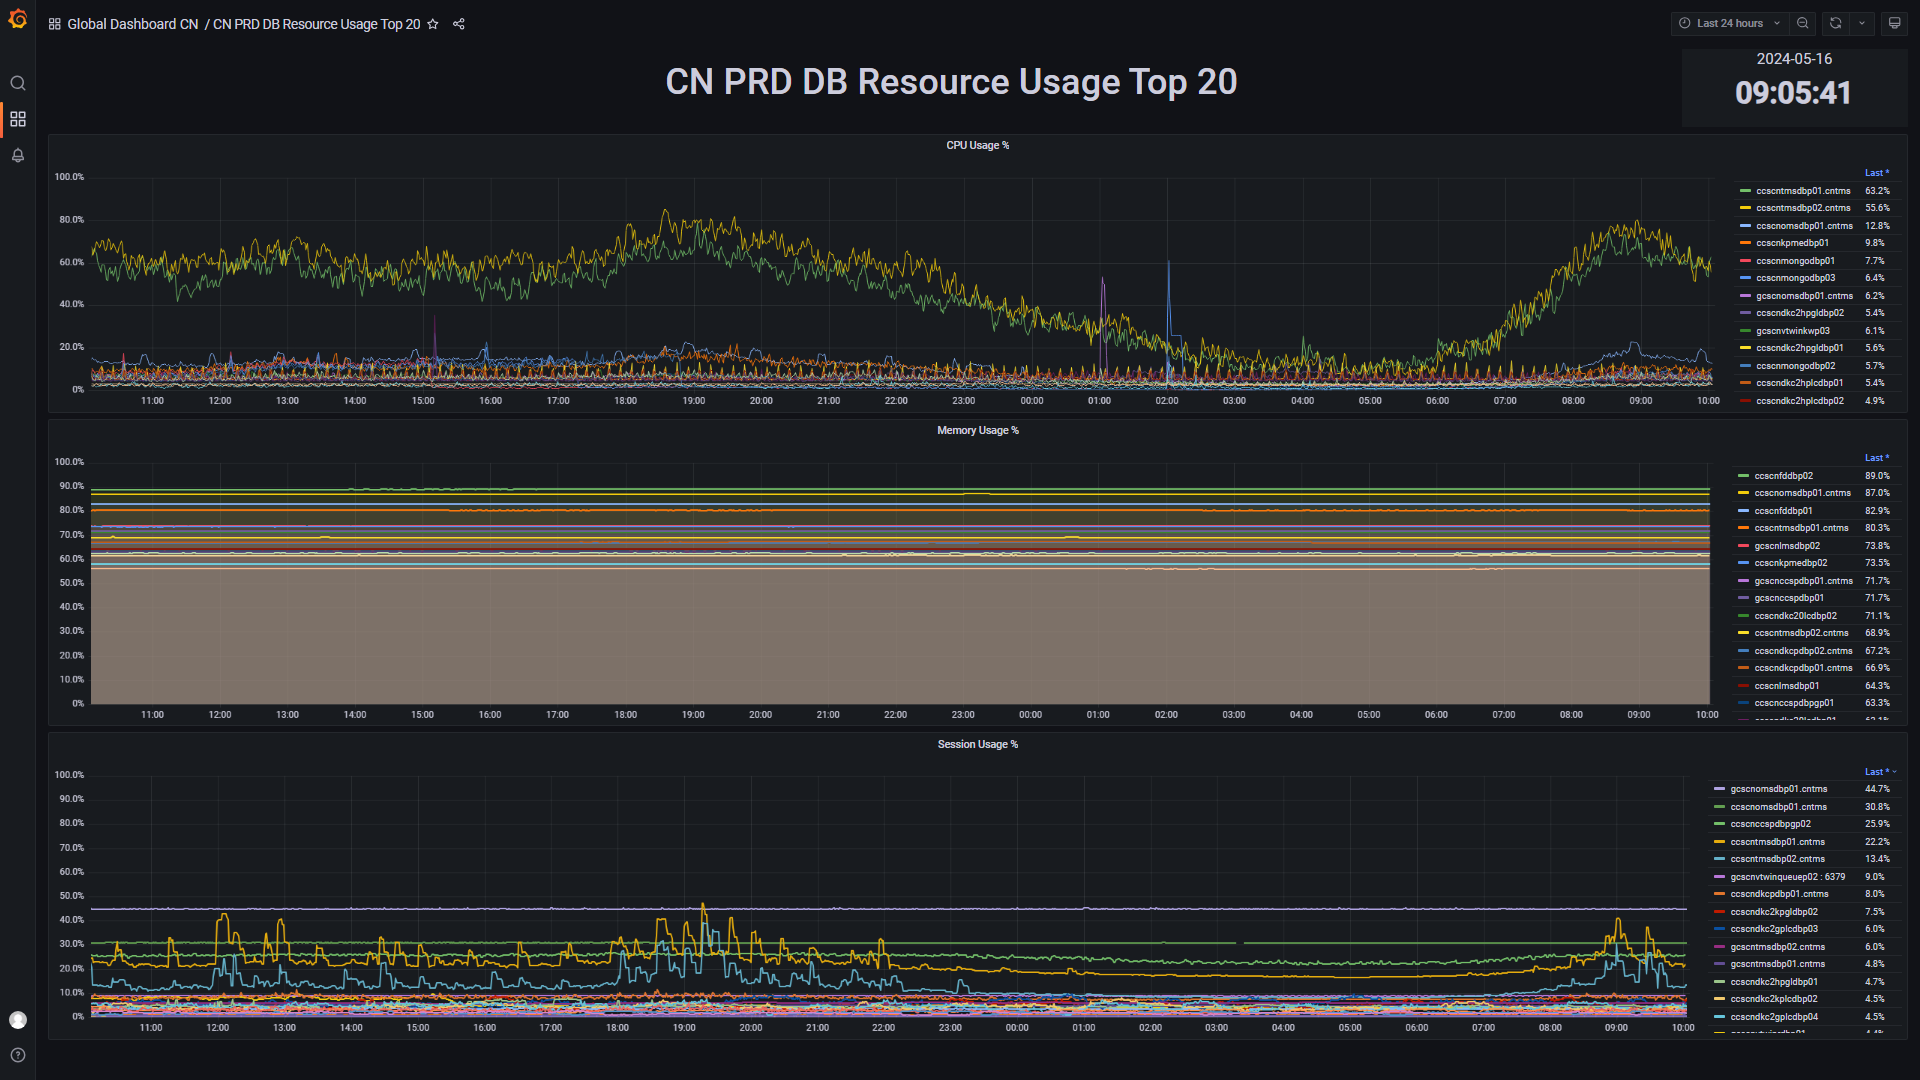 Global Dashboard CN / CN PRD DB Resource Usage Top 20
Last 24 hours
CN PRD DB Resource Usage Top 20
2024-05-16
09:05:41
CPU Usage %
100.0%
80.0%
60.0%
40.0%
20.0%
0%
11:00 12:00 13:00 14:00 15:00 16:00 17:00 18:00 19:00 20:00 21:00 22:00 23:00 00:00 01:00 02:00 03:00 04:00 05:00 06:00 07:00 08:00 09:00 10:00
Last *
ccscntmsdbp01.cntms 63.2%
ccscntmsdbp02.cntms 55.6%
ccscnomsdbp01.cntms 12.8%
ccscnkpmedbp01 9.8%
ccscnmongodbp01 7.7%
ccscnmongodbp03 6.4%
gcscnomsdbp01.cntms 6.2%
ccscndkc2hpgldbp02 5.4%
gcscnvtwinkwp03 6.1%
ccscndkc2hpgldbp01 5.6%
ccscnmongodbp02 5.7%
ccscndkc2hplcdbp01 5.4%
ccscndkc2hplcdbp02 4.9%
Memory Usage %
100.0%
90.0%
80.0%
70.0%
60.0%
50.0%
40.0%
30.0%
20.0%
10.0%
0%
11:00 12:00 13:00 14:00 15:00 16:00 17:00 18:00 19:00 20:00 21:00 22:00 23:00 00:00 01:00 02:00 03:00 04:00 05:00 06:00 07:00 08:00 09:00 10:00
Last *
ccscnfddbp02 89.0%
ccscnomsdbp01.cntms 87.0%
ccscnfddbp01 82.9%
ccscntmsdbp01.cntms 80.3%
gcscnlmsdbp02 73.8%
ccscnkpmedbp02 73.5%
gcscnccspdbp01.cntms 71.7%
gcscnccspdbp01 71.7%
ccscndkc20lcdbp02 71.1%
ccscntmsdbp02.cntms 68.9%
ccscndkcpdbp02.cntms 67.2%
ccscndkcpdbp01.cntms 66.9%
ccscnlmsdbp01 64.3%
ccscnccspdbpgp01 63.3%
Session Usage %
100.0%
90.0%
80.0%
70.0%
60.0%
50.0%
40.0%
30.0%
20.0%
10.0%
0%
11:00 12:00 13:00 14:00 15:00 16:00 17:00 18:00 19:00 20:00 21:00 22:00 23:00 00:00 01:00 02:00 03:00 04:00 05:00 06:00 07:00 08:00 09:00 10:00
Last *
gcscnomsdbp01.cntms 44.7%
ccscnomsdbp01.cntms 30.8%
ccscnccspdbpgp02 25.9%
ccscntmsdbp01.cntms 22.2%
ccscntmsdbp02.cntms 13.4%
gcscnvtwinqueuep02 : 6379 9.0%
ccscndkcpdbp01.cntms 8.0%
ccscndkc2kpgldbp02 7.5%
ccscndkc2gplcdbp03 6.0%
gcscntmsdbp02.cntms 6.0%
gcscntmsdbp01.cntms 4.8%
ccscndkc2hpgldbp01 4.7%
ccscndkc2kplcdbp02 4.5%
ccscndkc2gplcdbp04 4.5%